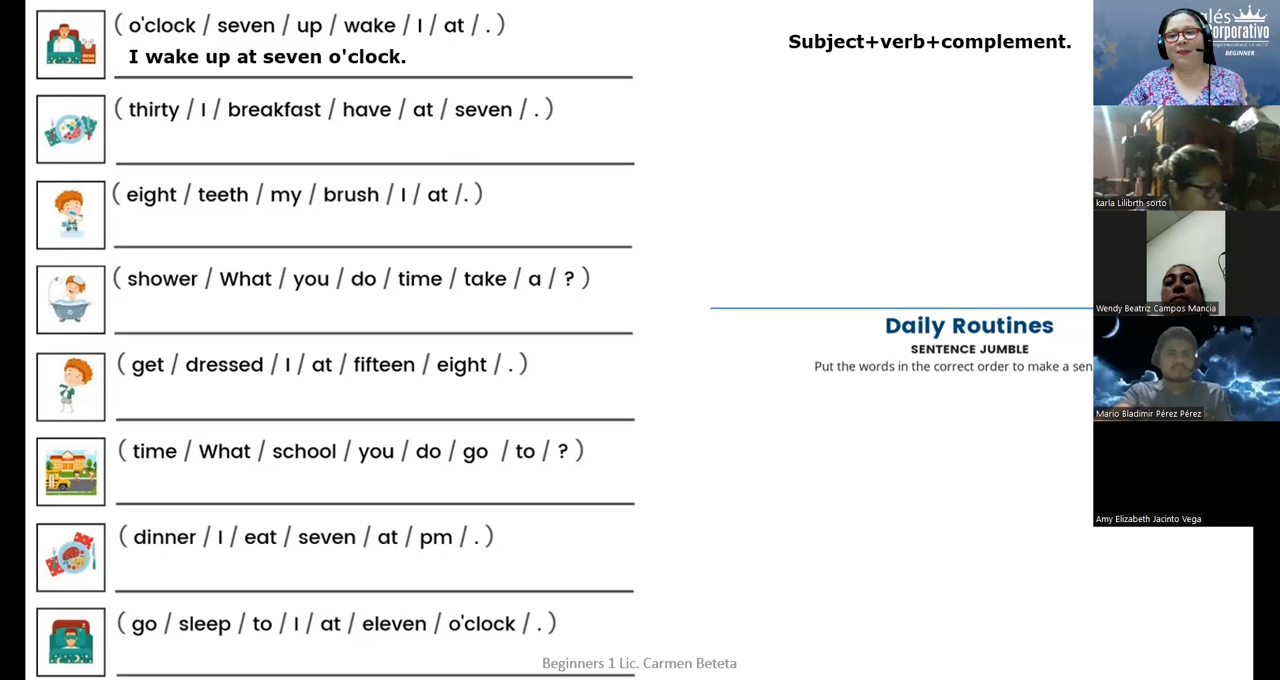 ( o'clock / seven / up / wake / I / at / . )
I wake up at seven o'clock.
( thirty / I / breakfast / have / at / seven / . )
( eight / teeth / my / brush / I / at /. )
( shower / What / you / do / time / take / a / ? )
( get / dressed / I / at / fifteen / eight / . )
( time / What / school / you / do / go / to / ? )
( dinner / I / eat / seven / at / pm / . )
( go / sleep / to / I / at / eleven / o'clock / . )
Subject+verb+complement.
Daily Routines
SENTENCE JUMBLE
Put the words in the correct order to make a sen
Beginners 1 Lic. Carmen Beteta
glés
orporativo
BEGINNER
karla Lilibrth sorto
Wendy Beatriz Campos Mancia
Mario Bladimir Pérez Pérez
Amy Elizabeth Jacinto Vega